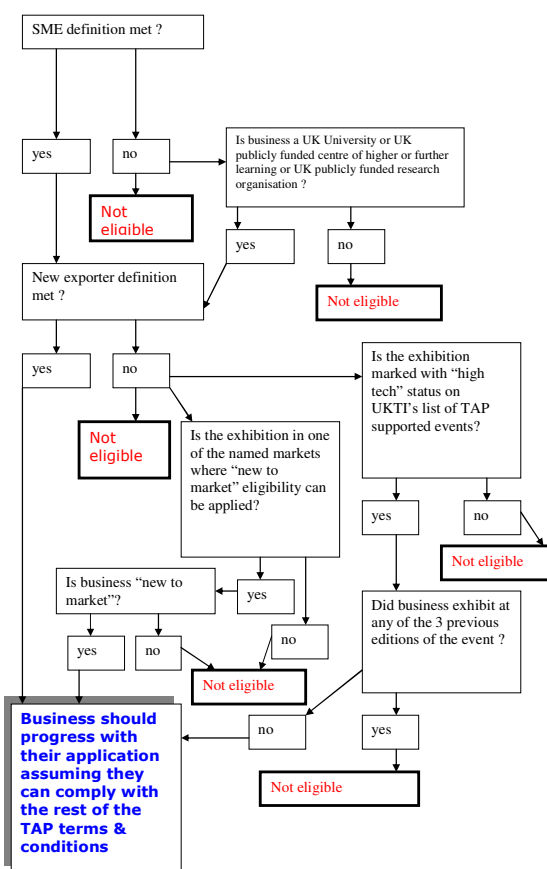 SME definition met ?
yes
no
Is business a UK University or UK
publicly funded centre of higher or further
learning or UK publicly funded research
organisation ?
Not
eligible
yes
no
New exporter definition
met ?
Not eligible
yes
no
Is the exhibition
marked with “high
tech” status on
UKTI’s list of TAP
supported events?
Not
eligible
Is the exhibition in one
of the named markets
where “new to
market” eligibility can
be applied?
yes
no
Not eligible
Is business “new to
market”?
yes
Did business exhibit at
any of the 3 previous
editions of the event ?
no
yes
no
Not eligible
Business should
progress with
their application
assuming they
can comply with
the rest of the
TAP terms &
conditions
no
yes
Not eligible